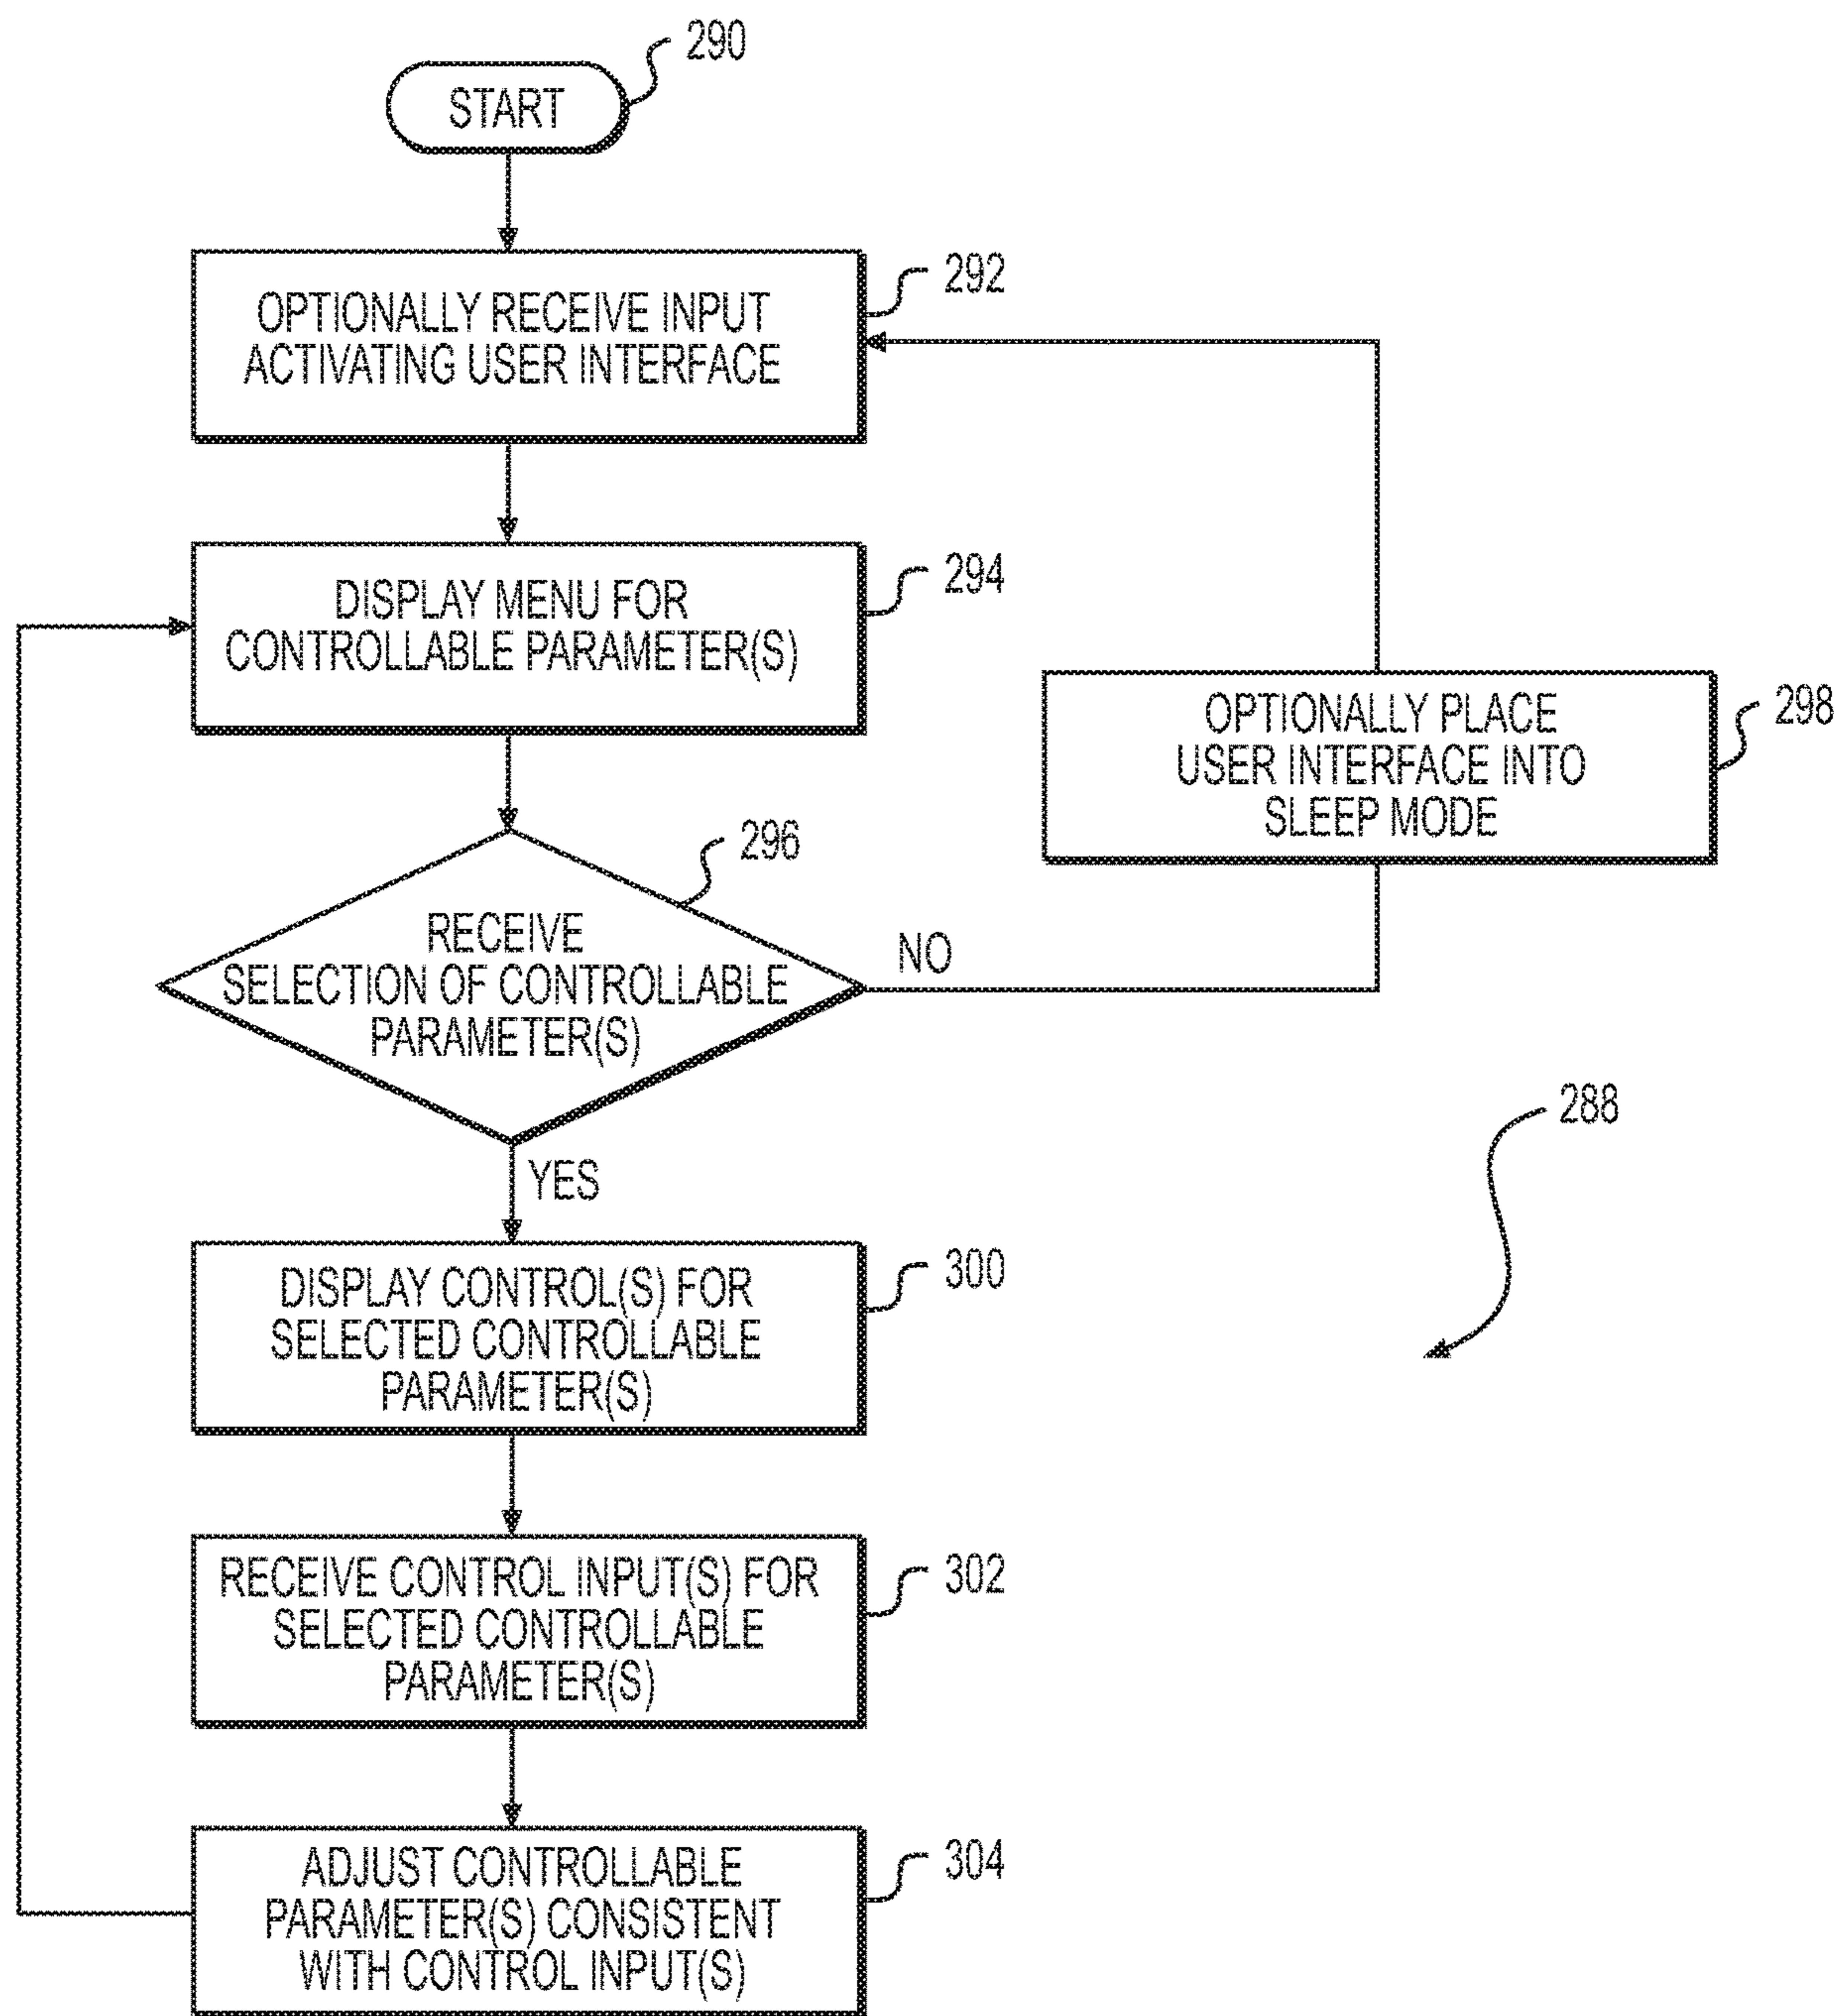 290
START
292
OPTIONALLY RECEIVE INPUT
ACTIVATING USER INTERFACE
294
DISPLAY MENU FOR
CONTROLLABLE PARAMETER(S)
298
OPTIONALLY PLACE
USER INTERFACE INTO
SLEEP MODE
296
RECEIVE
SELECTION OF CONTROLLABLE
PARAMETER(S)
NO
288
YES
300
DISPLAY CONTROL(S) FOR
SELECTED CONTROLLABLE
PARAMETER(S)
302
RECEIVE CONTROL INPUT(S) FOR
SELECTED CONTROLLABLE
PARAMETER(S)
304
ADJUST CONTROLLABLE
PARAMETER(S) CONSISTENT
WITH CONTROL INPUT(S)